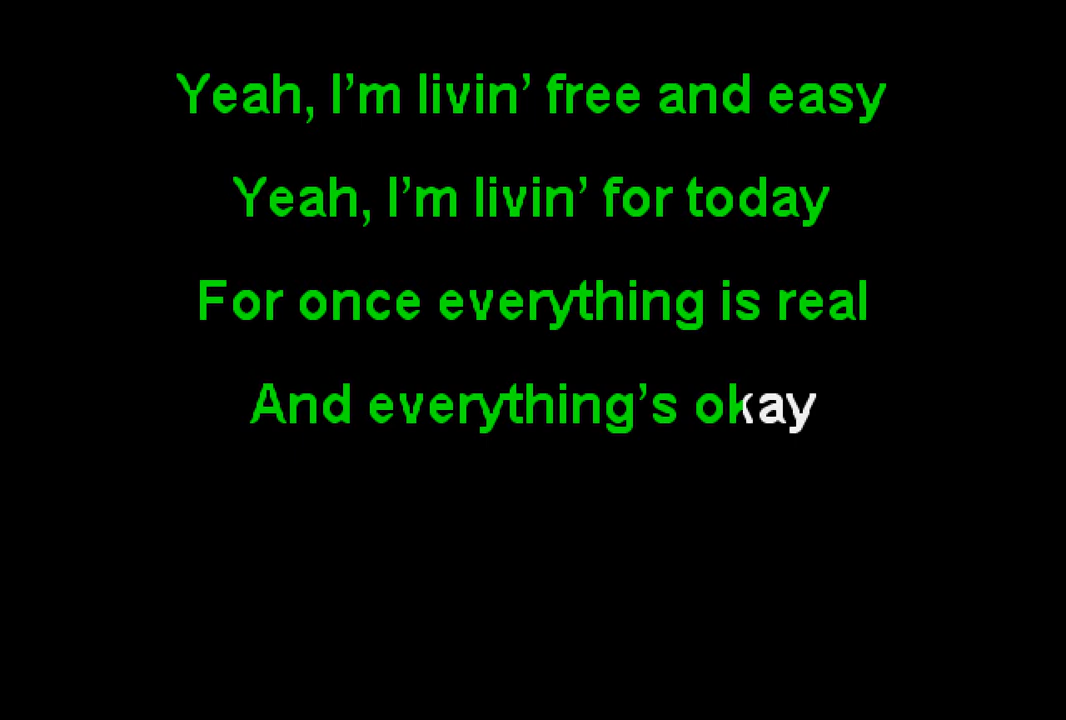 Yeah, I’m livin’ free and easy
Yeah, I’m livin’ for today
For once everything is real
And everything’s okay